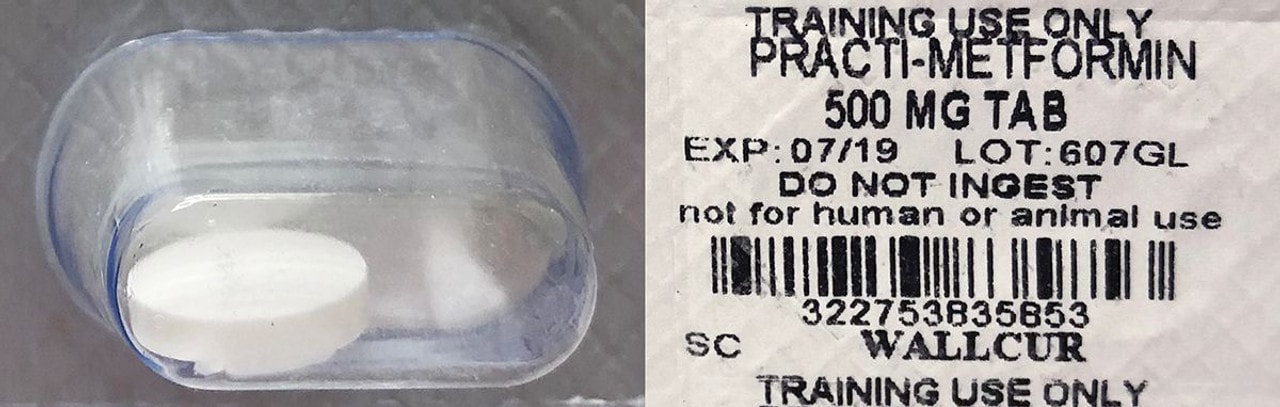 TRAINING USE ONLY
PRACTI-METFORMIN
500 MG TAB
EXP: 07/19 LOT:607GL
DO NOT INGEST
not for human or animal use
322753835853
SC WALLCUR
TRAINING USE ONLY